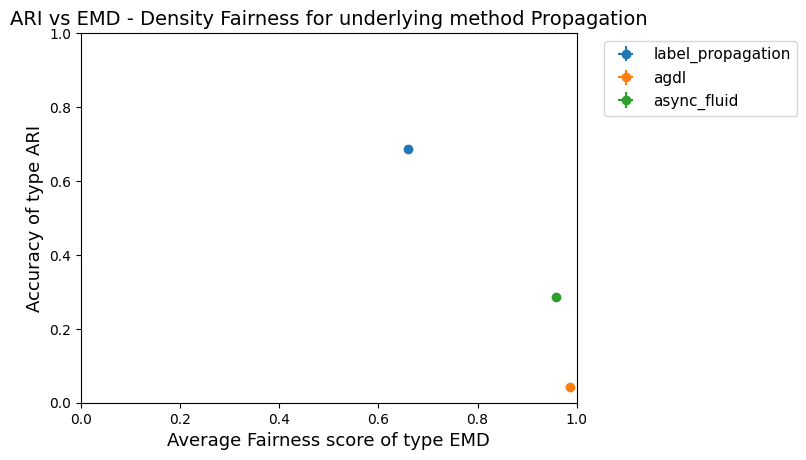 ARI vs EMD - Density Fairness for underlying method Propagation
label_propagation
agdl
async_fluid
Accuracy of type ARI
1.0
0.8
0.6
0.4
0.2
0.0
0.0 0.2 0.4 0.6 0.8 1.0
Average Fairness score of type EMD